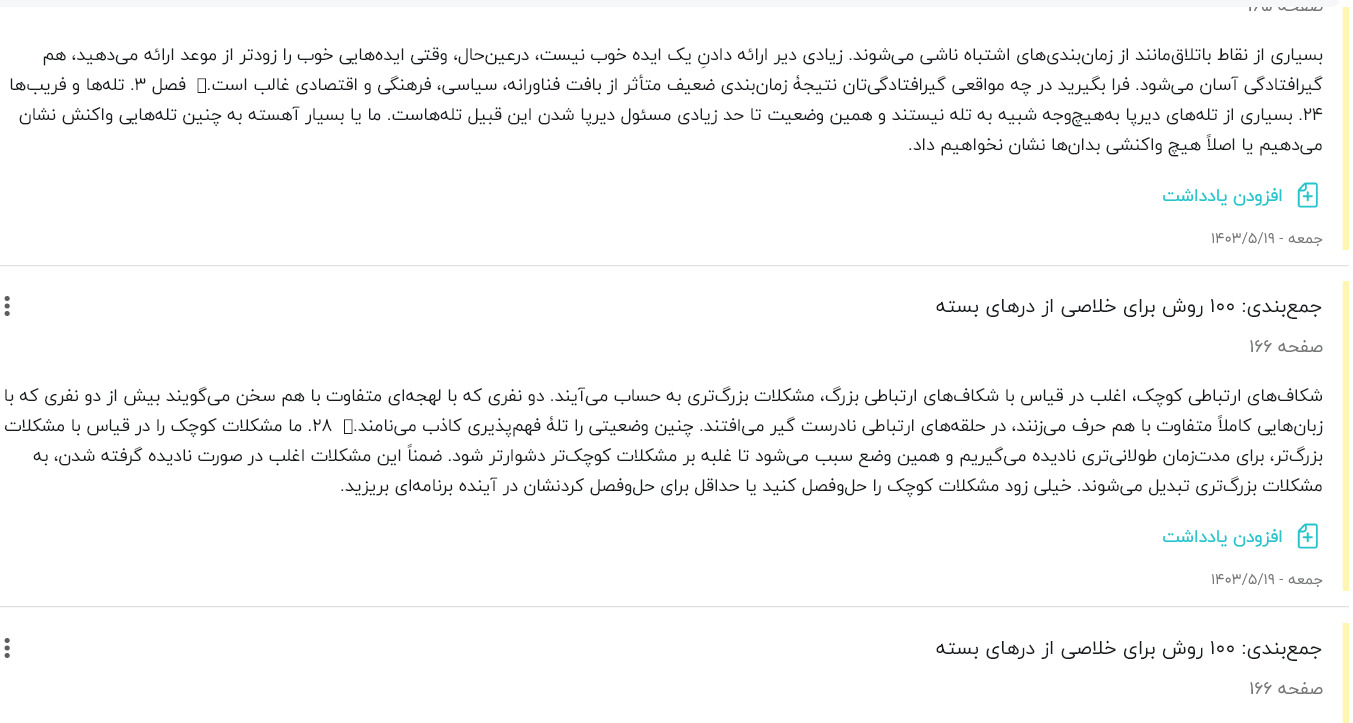 صفحه ۱۶۵
بسیاری از نقاط باتلاق‌مانند از زمان‌بندی‌های اشتباه ناشی می‌شوند. زیادی دیر ارائه دادنِ یک ایده خوب نیست، درعین‌حال، وقتی ایده‌هایی خوب را زودتر از موعد ارائه می‌دهید، هم
گیرافتادگی آسان می‌شود. فرا بگیرید در چه مواقعی گیرافتادگی‌تان نتیجهٔ زمان‌بندی ضعیف متأثر از بافت فناورانه، سیاسی، فرهنگی و اقتصادی غالب است. فصل ۳. تله‌ها و فریب‌ها
۲۴. بسیاری از تله‌های دیرپا به‌هیچ‌وجه شبیه به تله نیستند و همین وضعیت تا حد زیادی مسئول دیرپا شدن این قبیل تله‌هاست. ما یا بسیار آهسته به چنین تله‌هایی واکنش نشان
می‌دهیم یا اصلاً هیچ واکنشی بدان‌ها نشان نخواهیم داد.
افزودن یادداشت
جمعه - ۱۴۰۳/۵/۱۹
جمع‌بندی: ۱۰۰ روش برای خلاصی از درهای بسته
صفحه ۱۶۶
شکاف‌های ارتباطی کوچک، اغلب در قیاس با شکاف‌های ارتباطی بزرگ، مشکلات بزرگ‌تری به حساب می‌آیند. دو نفری که با لهجه‌ای متفاوت با هم سخن می‌گویند بیش از دو نفری که با
زبان‌هایی کاملاً متفاوت با هم حرف می‌زنند، در حلقه‌های ارتباطی نادرست گیر می‌افتند. چنین وضعیتی را تلهٔ فهم‌پذیری کاذب می‌نامند. ۲۸. ما مشکلات کوچک را در قیاس با مشکلات
بزرگ‌تر، برای مدت‌زمان طولانی‌تری نادیده می‌گیریم و همین وضع سبب می‌شود تا غلبه بر مشکلات کوچک‌تر دشوارتر شود. ضمناً این مشکلات اغلب در صورت نادیده گرفته شدن، به
مشکلات بزرگ‌تری تبدیل می‌شوند. خیلی زود مشکلات کوچک را حل‌وفصل کنید یا حداقل برای حل‌وفصل کردنشان در آینده برنامه‌ای بریزید.
افزودن یادداشت
جمعه - ۱۴۰۳/۵/۱۹
جمع‌بندی: ۱۰۰ روش برای خلاصی از درهای بسته
صفحه ۱۶۶